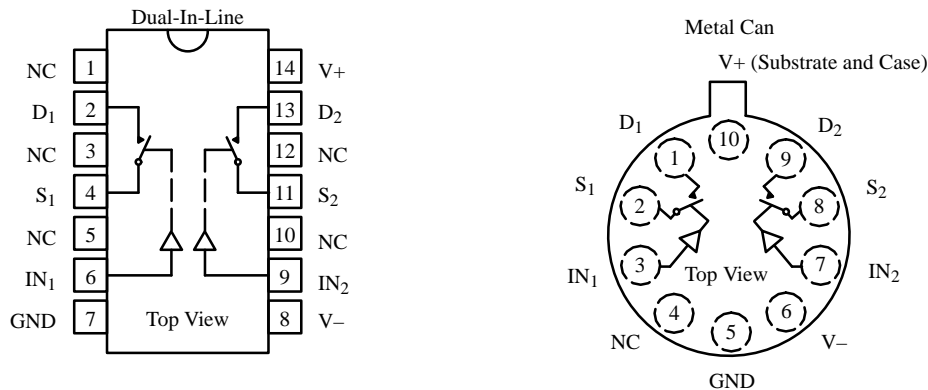 Dual-In-Line
NC 1 14 V+
D1 2 13 D2
NC 3 12 NC
S1 4 11 S2
NC 5 10 NC
IN1 6 9 IN2
GND 7 Top View 8 V–
Metal Can
V+ (Substrate and Case)
D1 10 D2
1 9
S1 S2
2 8
3 7
IN1 Top View IN2
4 6
5
NC V–
GND